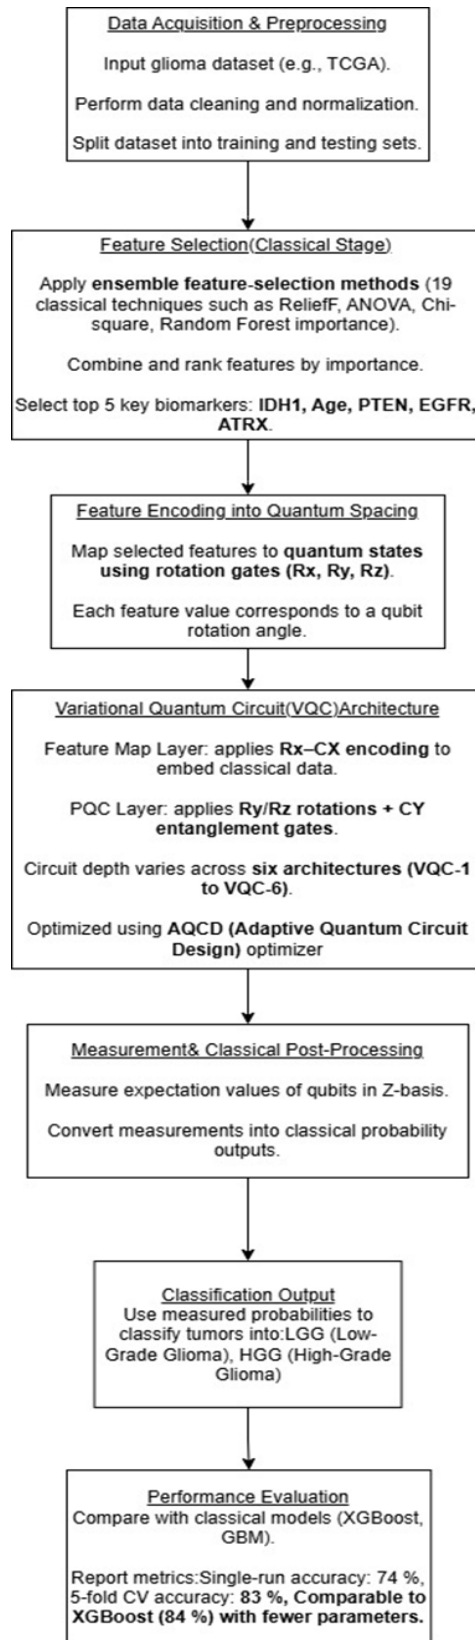 Data Acquisition & Preprocessing
Input glioma dataset (e.g., TCGA).
Perform data cleaning and normalization.
Split dataset into training and testing sets.
Feature Selection(Classical Stage)
Apply ensemble feature-selection methods (19
classical techniques such as ReliefF, ANOVA, Chi-
square, Random Forest importance).
Combine and rank features by importance.
Select top 5 key biomarkers: IDH1, Age, PTEN, EGFR,
ATRX.
Feature Encoding into Quantum Spacing
Map selected features to quantum states
using rotation gates (Rx, Ry, Rz).
Each feature value corresponds to a qubit
rotation angle.
Variational Quantum Circuit(VQC)Architecture
Feature Map Layer: applies Rx–CX encoding to
embed classical data.
PQC Layer: applies Ry/Rz rotations + CY
entanglement gates.
Circuit depth varies across six architectures (VQC-1
to VQC-6).
Optimized using AQCD (Adaptive Quantum Circuit
Design) optimizer
Measurement& Classical Post-Processing
Measure expectation values of qubits in Z-basis.
Convert measurements into classical probability
outputs.
Classification Output
Use measured probabilities to
classify tumors into:LGG (Low-
Grade Glioma), HGG (High-Grade
Glioma)
Performance Evaluation
Compare with classical models (XGBoost,
GBM).
Report metrics:Single-run accuracy: 74 %,
5-fold CV accuracy: 83 %, Comparable to
XGBoost (84 %) with fewer parameters.